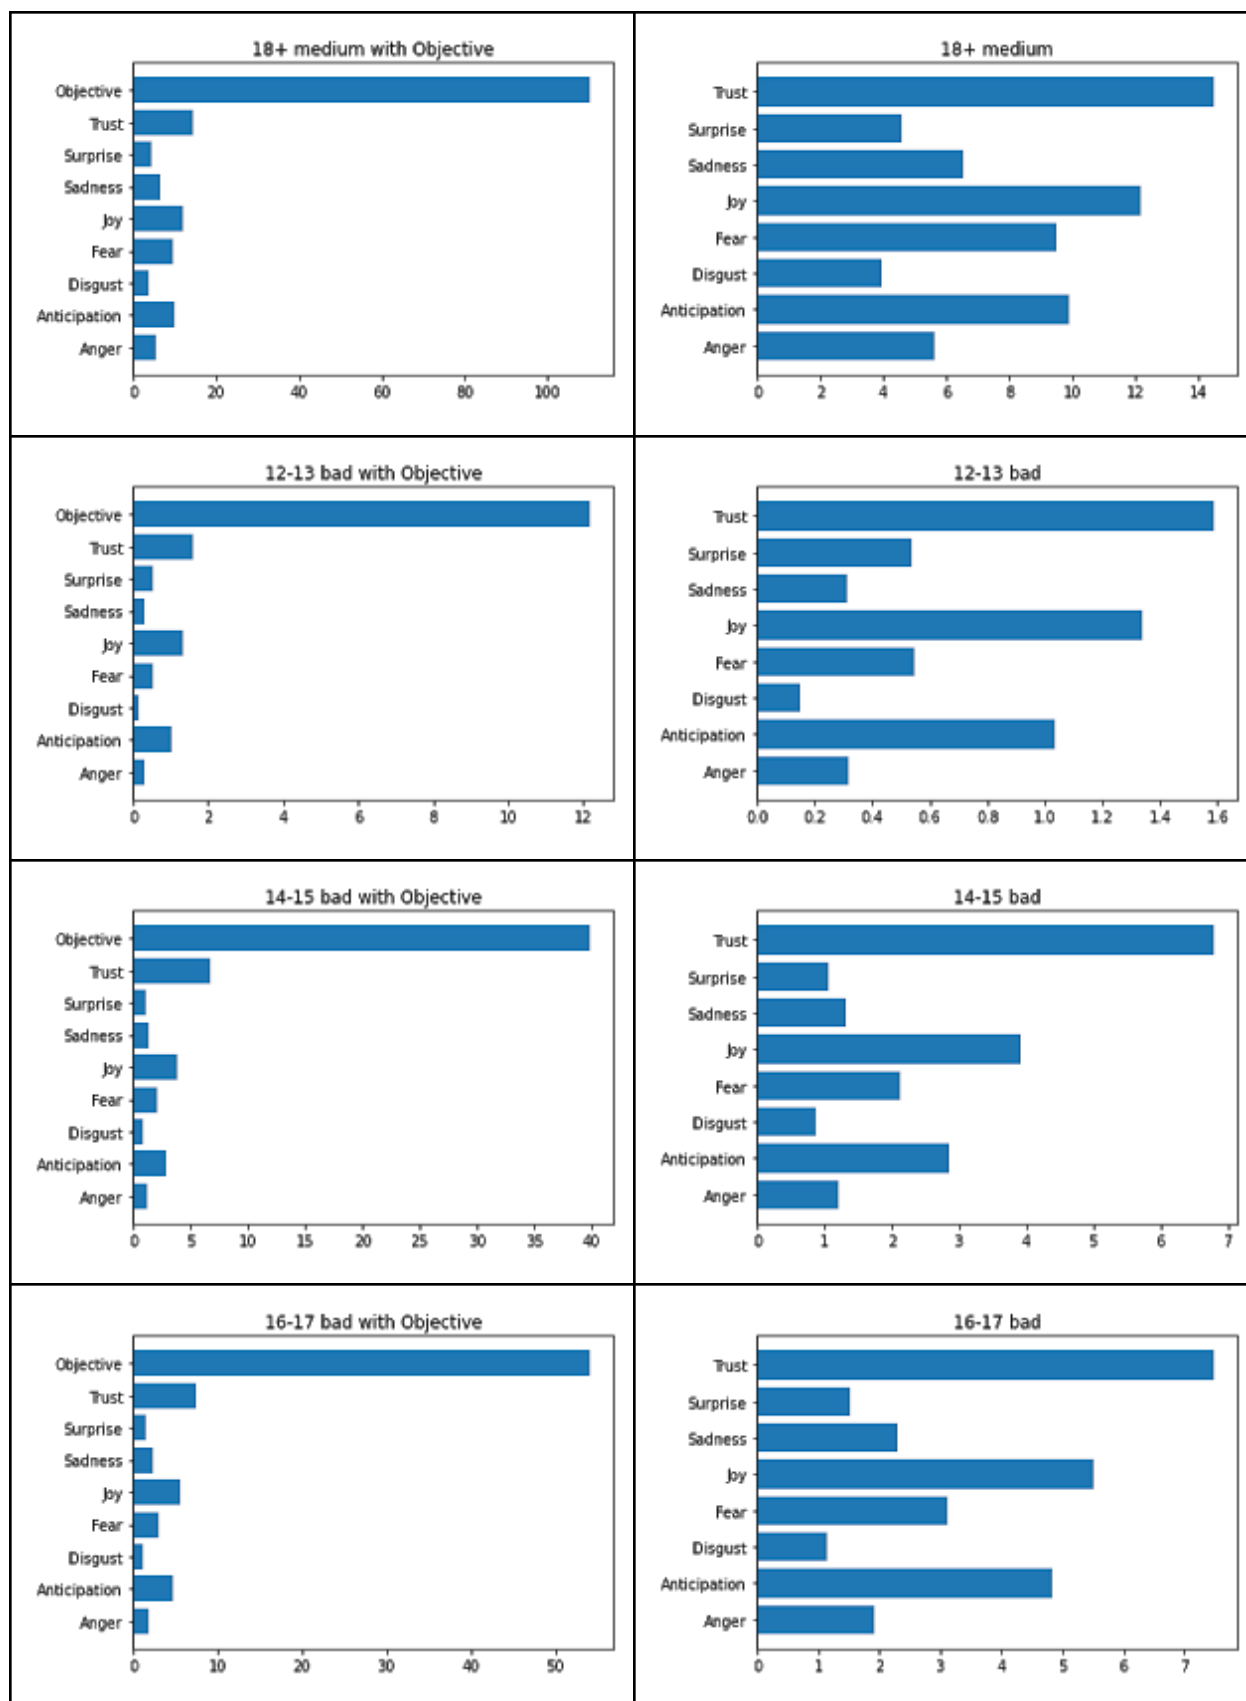 18+ medium with Objective
Objective
Trust
Surprise
Sadness
Joy
Fear
Disgust
Anticipation
Anger
0 20 40 60 80 100
18+ medium
Trust
Surprise
Sadness
Joy
Fear
Disgust
Anticipation
Anger
0 2 4 6 8 10 12 14
12-13 bad with Objective
Objective
Trust
Surprise
Sadness
Joy
Fear
Disgust
Anticipation
Anger
0 2 4 6 8 10 12
12-13 bad
Trust
Surprise
Sadness
Joy
Fear
Disgust
Anticipation
Anger
0.0 0.2 0.4 0.6 0.8 1.0 1.2 1.4 1.6
14-15 bad with Objective
Objective
Trust
Surprise
Sadness
Joy
Fear
Disgust
Anticipation
Anger
0 5 10 15 20 25 30 35 40
14-15 bad
Trust
Surprise
Sadness
Joy
Fear
Disgust
Anticipation
Anger
0 1 2 3 4 5 6 7
16-17 bad with Objective
Objective
Trust
Surprise
Sadness
Joy
Fear
Disgust
Anticipation
Anger
0 10 20 30 40 50
16-17 bad
Trust
Surprise
Sadness
Joy
Fear
Disgust
Anticipation
Anger
0 1 2 3 4 5 6 7